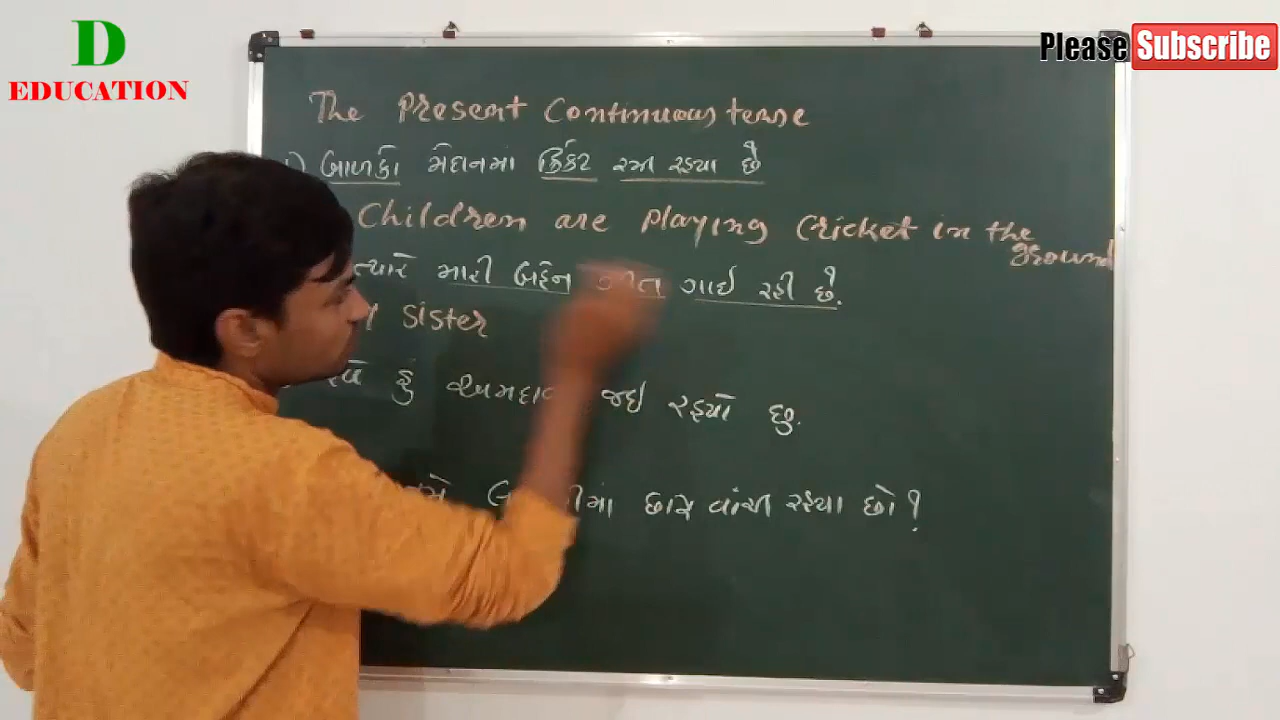 D
EDUCATION
Please Subscribe
The Present Continuous tense
1) બાળકો મેદાનમાં ક્રિકેટ રમી રહ્યા છે
Children are playing cricket in the
ground
મારી બહેન ગીત ગાઈ રહી છે.
sister
હું જઈ રહ્યો છુ.
વાંચી રહ્યા છો?